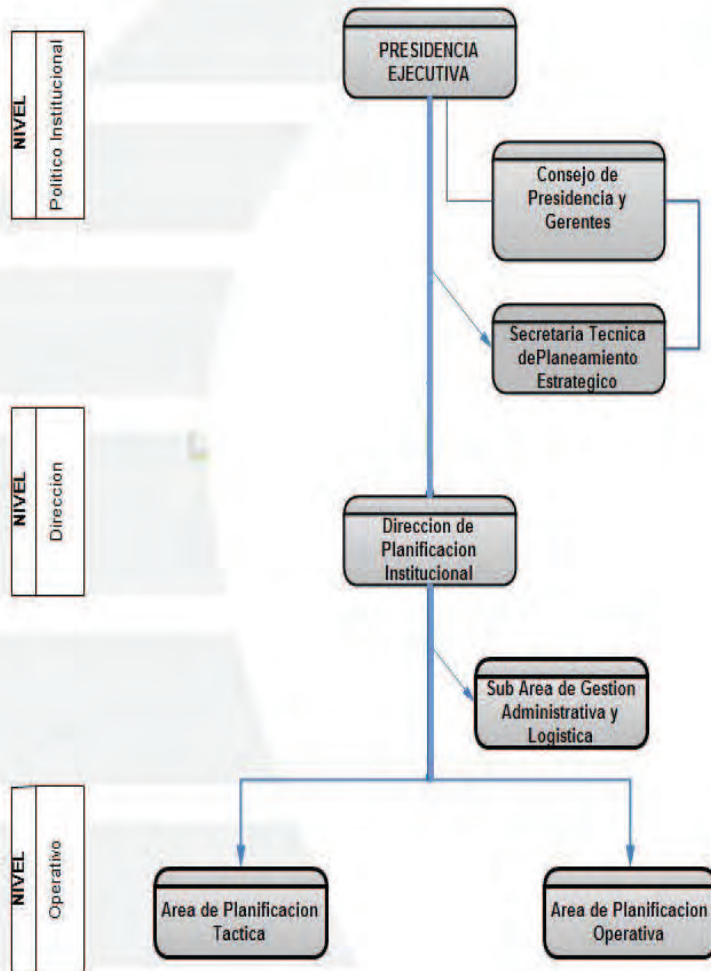 NIVEL
Político Institucional
PRESIDENCIA
EJECUTIVA
Consejo de
Presidencia y
Gerentes
Secretaria Tecnica
dePlaneamiento
Estrategico
NIVEL
Direccion
Direccion de
Planificacion
Institucional
Sub Area de Gestion
Administrativa y
Logistica
NIVEL
Operativo
Area de Planificacion
Tactica
Area de Planificacion
Operativa